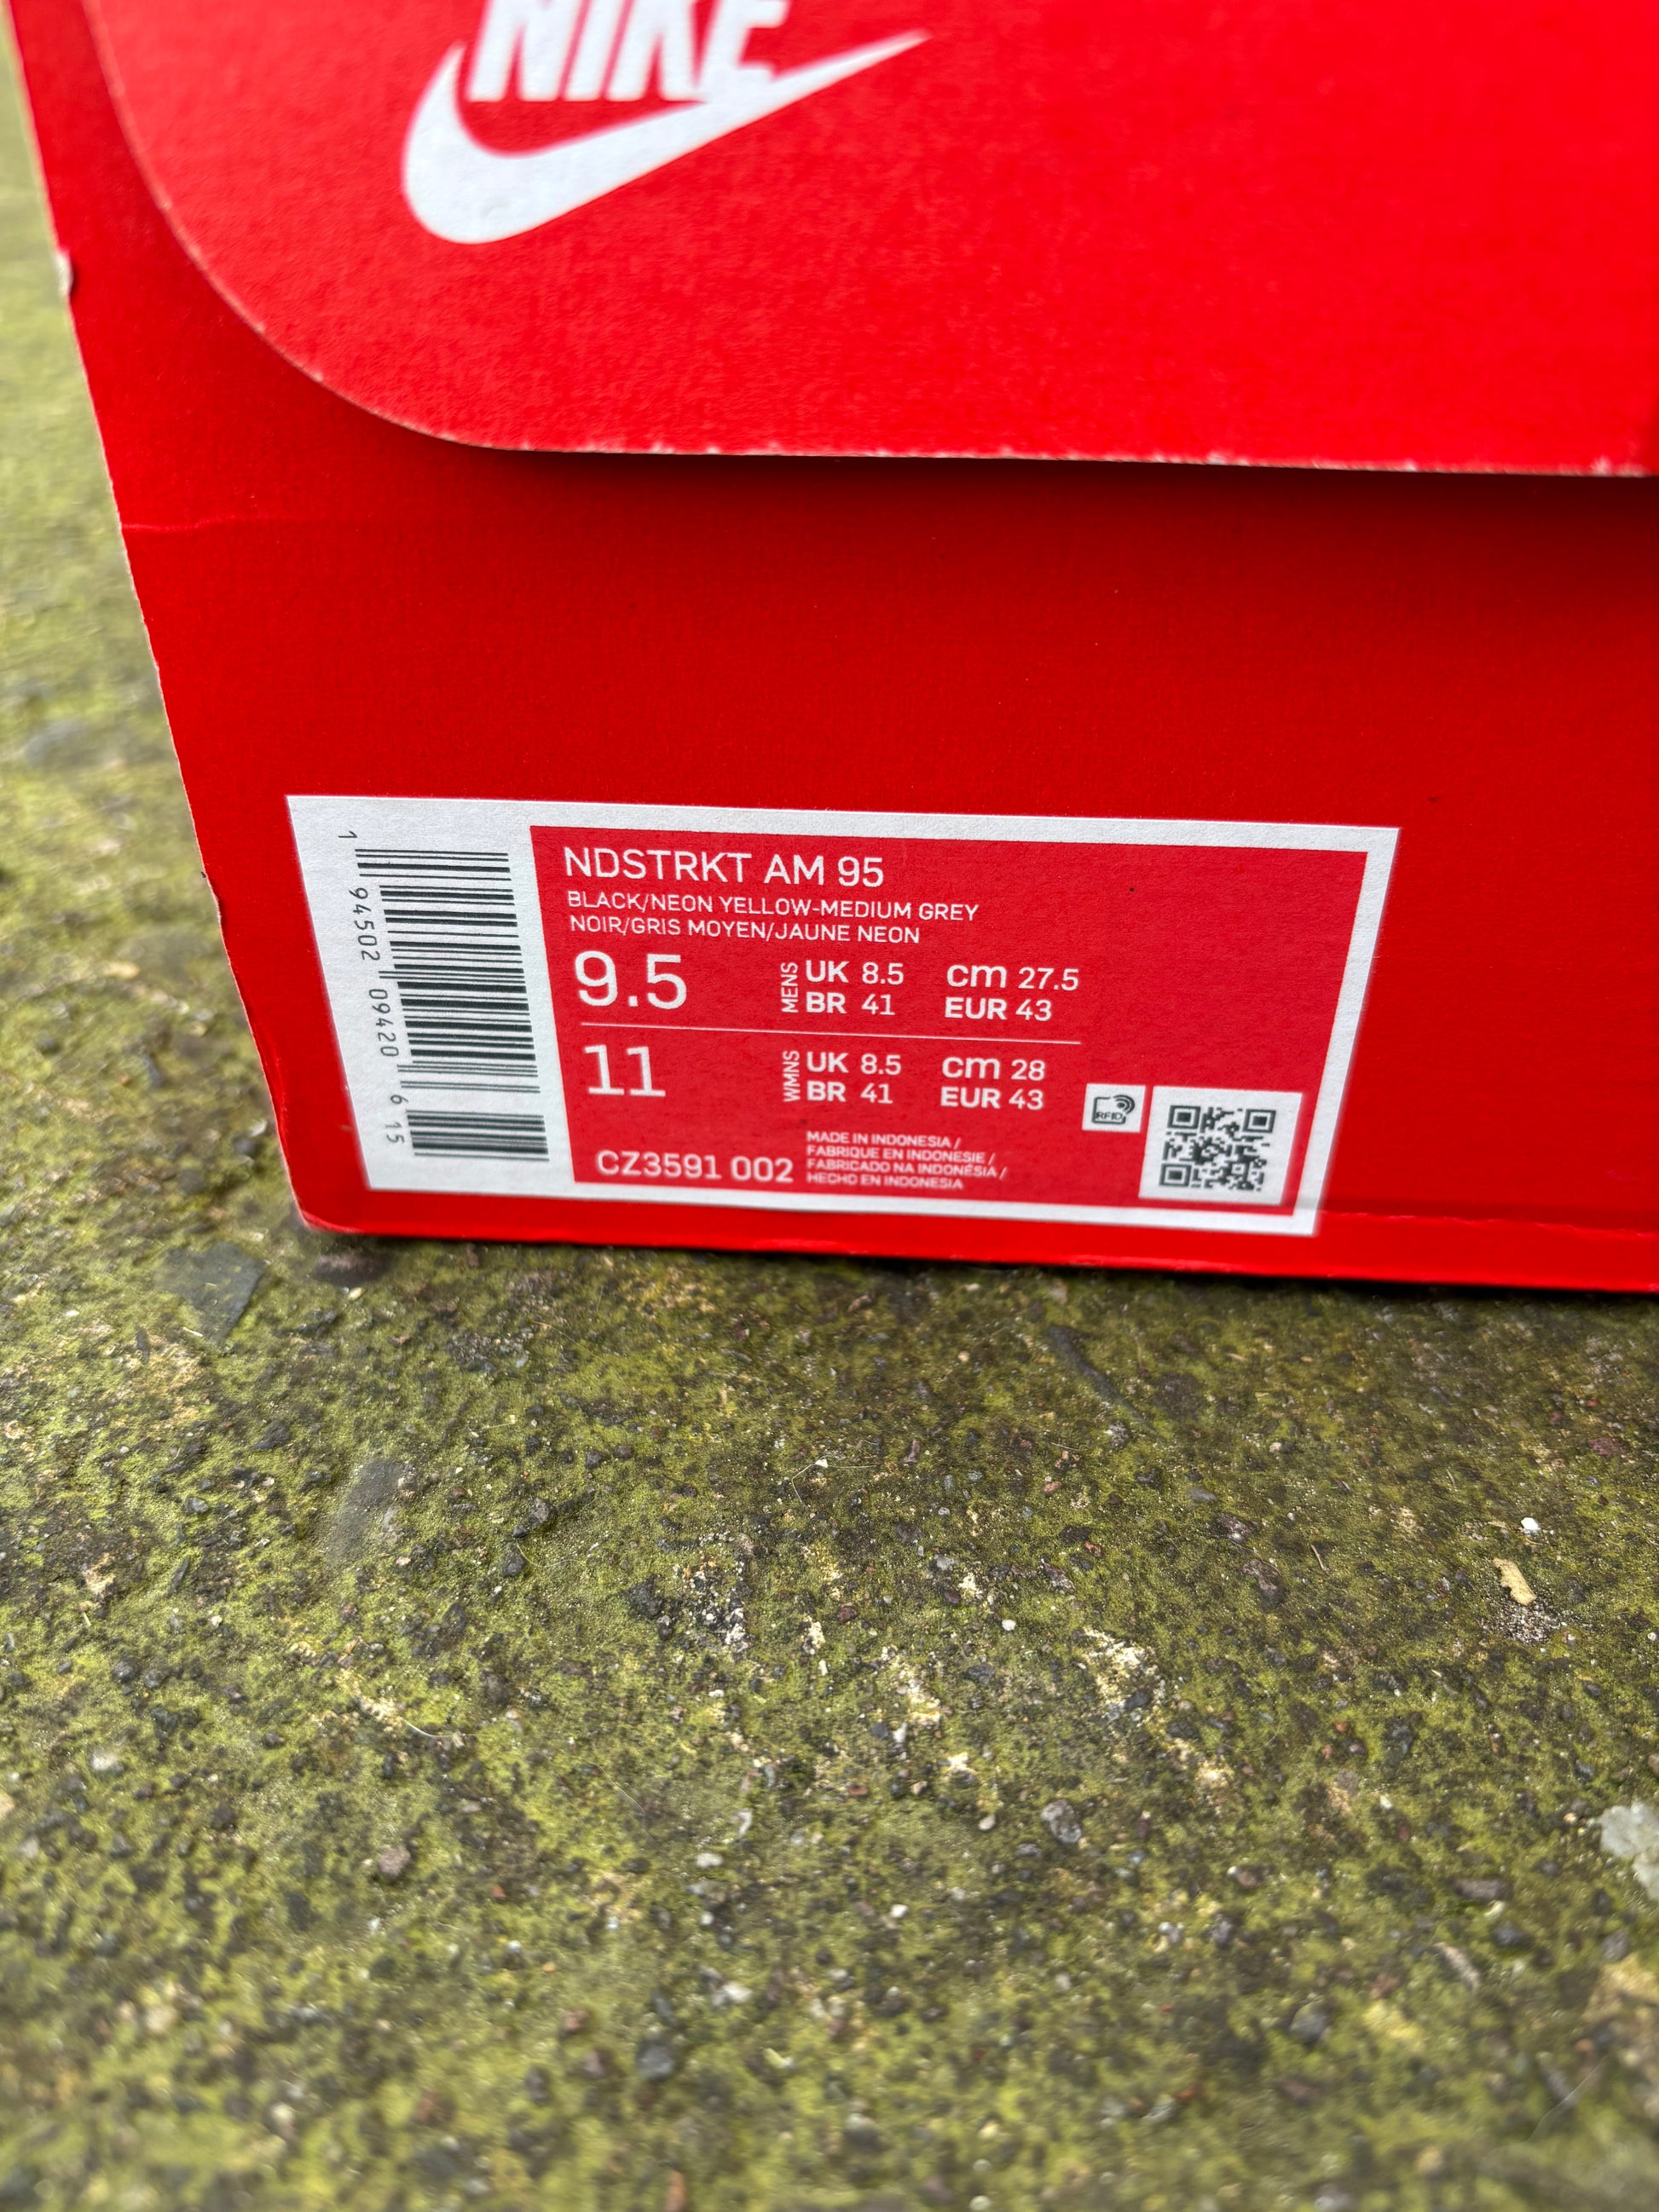 NIKE
1 94502 09420 6 15
NDSTRKT AM 95
BLACK/NEON YELLOW-MEDIUM GREY
NOIR/GRIS MOYEN/JAUNE NEON
9.5 MENS UK 8.5 cm 27.5
BR 41 EUR 43
11 WMNS UK 8.5 cm 28
BR 41 EUR 43
CZ3591 002
MADE IN INDONESIA /
FABRIQUE EN INDONESIE /
FABRICADO NA INDONÉSIA /
HECHO EN INDONESIA
RFID